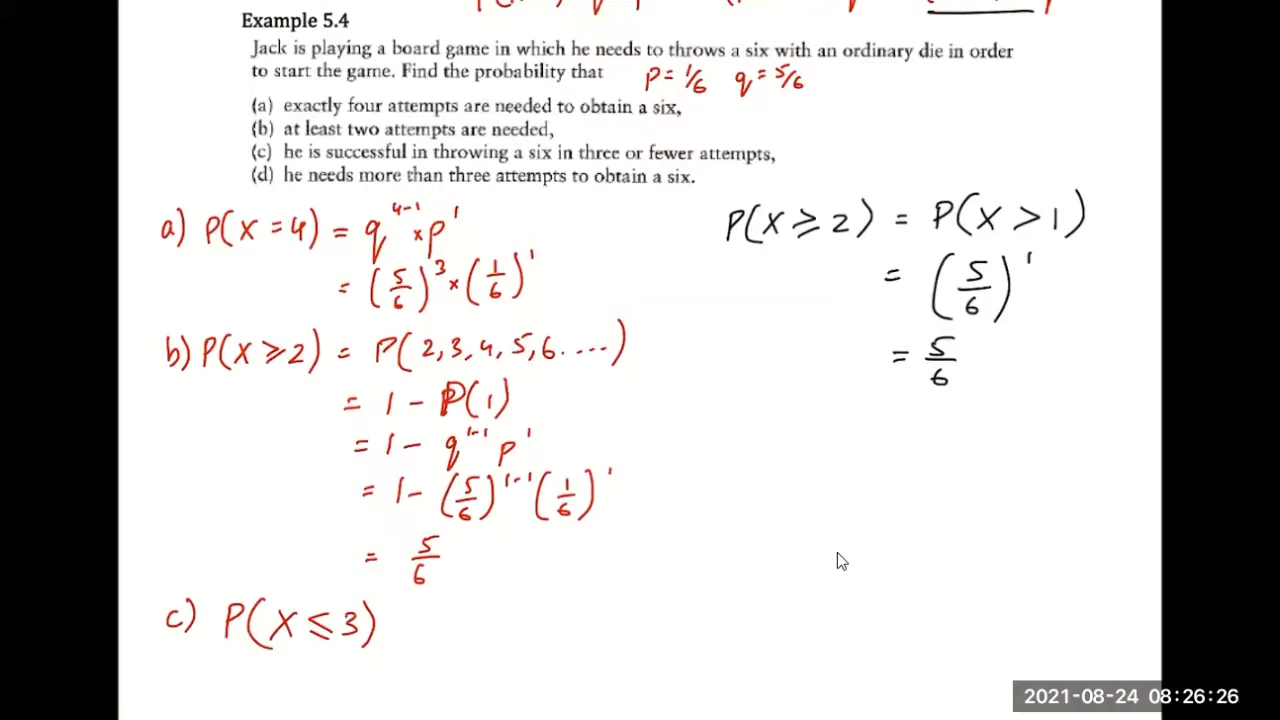 Example 5.4
Jack is playing a board game in which he needs to throws a six with an ordinary die in order
to start the game. Find the probability that p = 1/6 q = 5/6
(a) exactly four attempts are needed to obtain a six,
(b) at least two attempts are needed,
(c) he is successful in throwing a six in three or fewer attempts,
(d) he needs more than three attempts to obtain a six.
a) P(X = 4) = q^(4-1) × p^1
= (5/6)^3 × (1/6)^1
b) P(X ⩾ 2) = P(2, 3, 4, 5, 6 ....)
= 1 - P(1)
= 1 - q^(1-1) p^1
= 1 - (5/6)^(1-1) (1/6)^1
= 5/6
c) P(X ⩽ 3)
P(X ⩾ 2) = P(X > 1)
= (5/6)^1
= 5/6
2021-08-24 08:26:26